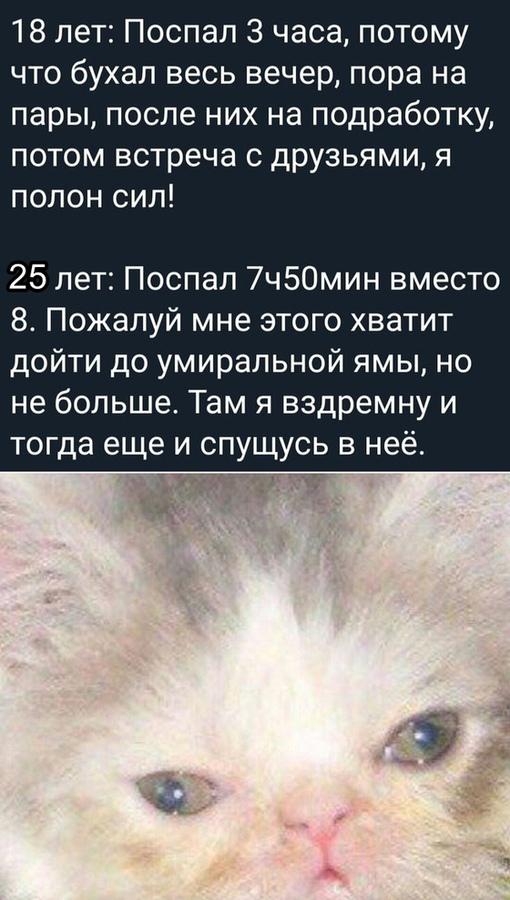 18 лет: Поспал 3 часа, потому
что бухал весь вечер, пора на
пары, после них на подработку,
потом встреча с друзьями, я
полон сил!
25 лет: Поспал 7ч50мин вместо
8. Пожалуй мне этого хватит
дойти до умиральной ямы, но
не больше. Там я вздремну и
тогда еще и спущусь в неё.